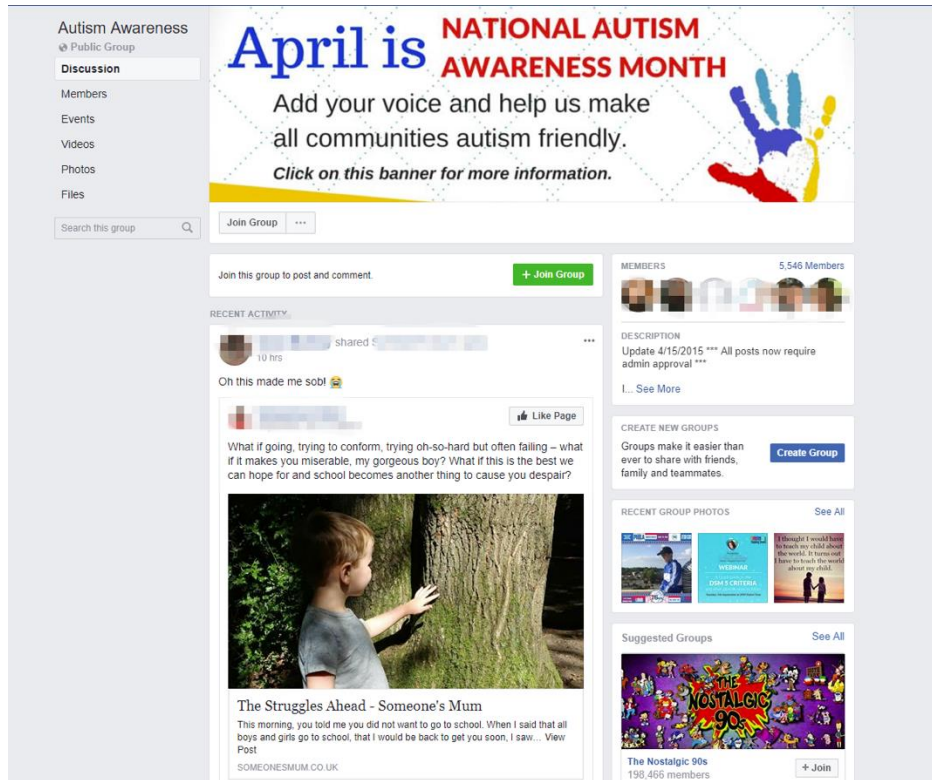 Autism Awareness
Public Group
Discussion
Members
Events
Videos
Photos
Files
Search this group
April is NATIONAL AUTISM
AWARENESS MONTH
Add your voice and help us make
all communities autism friendly.
Click on this banner for more information.
Join Group
Join this group to post and comment.
+ Join Group
RECENT ACTIVITY
shared
10 hrs
Oh this made me sob!
Like Page
What if going, trying to conform, trying oh-so-hard but often failing – what
if it makes you miserable, my gorgeous boy? What if this is the best we
can hope for and school becomes another thing to cause you despair?
The Struggles Ahead - Someone's Mum
This morning, you told me you did not want to go to school. When I said that all
boys and girls go to school, that I would be back to get you soon, I saw... View
Post
SOMEONESMUM.CO.UK
MEMBERS
5,546 Members
DESCRIPTION
Update 4/15/2015 *** All posts now require
admin approval ***
I... See More
CREATE NEW GROUPS
Groups make it easier than
ever to share with friends,
family and teammates.
Create Group
RECENT GROUP PHOTOS
See All
WEBINAR
DSM 5 CRITERIA
I thought I would have
to teach my child about
the world. It turns out
I have to teach the world
about my child.
Suggested Groups
See All
THE
NOSTALGIC
90s
The Nostalgic 90s
198,466 members
+ Join